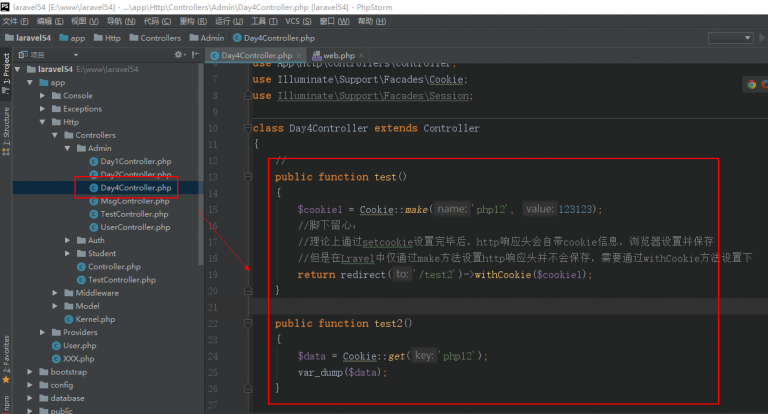 laravel54 - E:\www\laravel54] - ...\app\Http\Controllers\Admin\Day4Controller.php [laravel54] - PhpStorm
文件(F) 编辑(E) 视图(V) 导航(N) 代码(C) 重构(R) 运行(U) 工具(T) VCS(S) 窗口(W) 帮助(H)
laravel54 app Http Controllers Admin Day4Controller.php
1: Project
7: Structure
2: Favorites
npm
项目
laravel54 E:\www\laravel54
app
Console
Exceptions
Http
Controllers
Admin
Day1Controller.php
Day2Controller.php
Day4Controller.php
MsgController.php
TestController.php
UserController.php
Auth
Student
Controller.php
TestController.php
Middleware
Model
Kernel.php
Providers
User.php
XXX.php
bootstrap
config
database
public
Day4Controller.php web.php
6 use App\Http\Controllers\Controller;
7 use Illuminate\Support\Facades\Cookie;
8 use Illuminate\Support\Facades\Session;
9
10 class Day4Controller extends Controller
11 {
12 //
13 public function test()
14 {
15 $cookie1 = Cookie::make( name: 'php12', value: 123123);
16 //脚下留心:
17 //理论上通过setcookie设置完毕后，http响应头会自带cookie信息，浏览器设置并保存
18 //但是在Lravel中仅通过make方法设置http响应头并不会保存，需要通过withCookie方法设置下
19 return redirect( to: '/test2')->withCookie($cookie1);
20 }
21
22 public function test2()
23 {
24 $data = Cookie::get( key: 'php12');
25 var_dump($data);
26 }
27